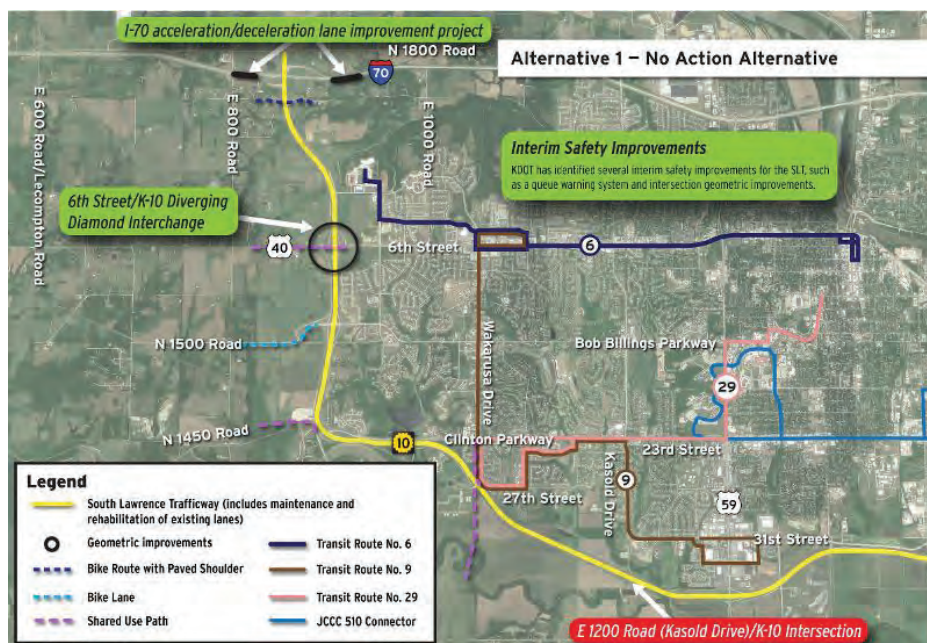 I-70 acceleration/deceleration lane improvement project
N 1800 Road
Alternative 1 – No Action Alternative
70
E 600 Road/Lecompton Road
E 800 Road
E 1000 Road
Interim Safety Improvements
KDOT has identified several interim safety improvements for the SLT, such
as a queue warning system and intersection geometric improvements.
6th Street/K-10 Diverging
Diamond Interchange
40
6th Street
6
N 1500 Road
Wakarusa Drive
Bob Billings Parkway
29
N 1450 Road
10
Clinton Parkway
23rd Street
27th Street
Kasold Drive
9
59
31st Street
E 1200 Road (Kasold Drive)/K-10 Intersection
Legend
South Lawrence Trafficway (includes maintenance and
rehabilitation of existing lanes)
Geometric improvements
Bike Route with Paved Shoulder
Bike Lane
Shared Use Path
Transit Route No. 6
Transit Route No. 9
Transit Route No. 29
JCCC 510 Connector